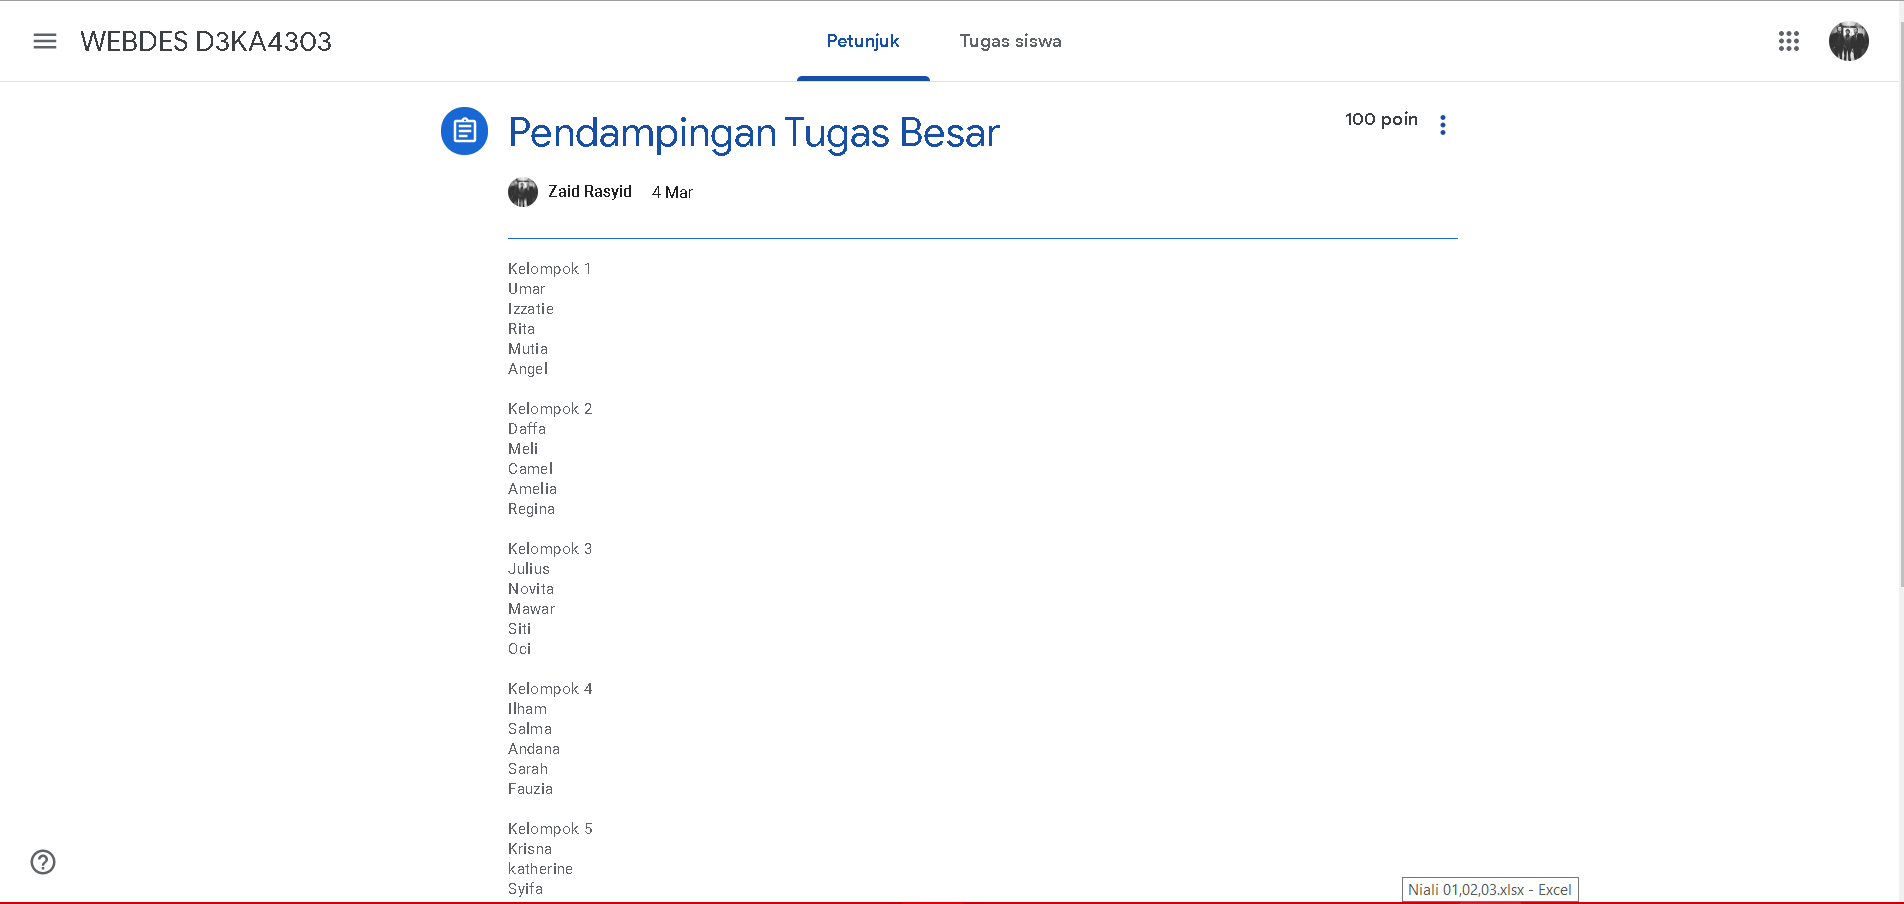 WEBDES D3KA4303
Petunjuk
Tugas siswa
Pendampingan Tugas Besar
100 poin
Zaid Rasyid 4 Mar
Kelompok 1
Umar
Izzatie
Rita
Mutia
Angel
Kelompok 2
Daffa
Meli
Camel
Amelia
Regina
Kelompok 3
Julius
Novita
Mawar
Siti
Oci
Kelompok 4
Ilham
Salma
Andana
Sarah
Fauzia
Kelompok 5
Krisna
katherine
Syifa
Niali 01,02,03.xlsx - Excel